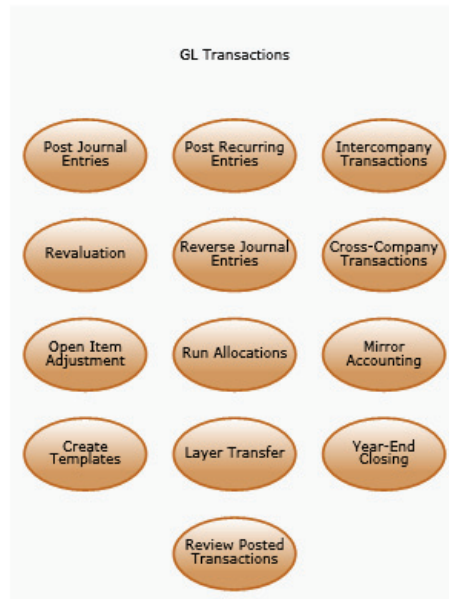 GL Transactions
Post Journal
Entries
Post Recurring
Entries
Intercompany
Transactions
Revaluation
Reverse Journal
Entries
Cross-Company
Transactions
Open Item
Adjustment
Run Allocations
Mirror
Accounting
Create
Templates
Layer Transfer
Year-End
Closing
Review Posted
Transactions